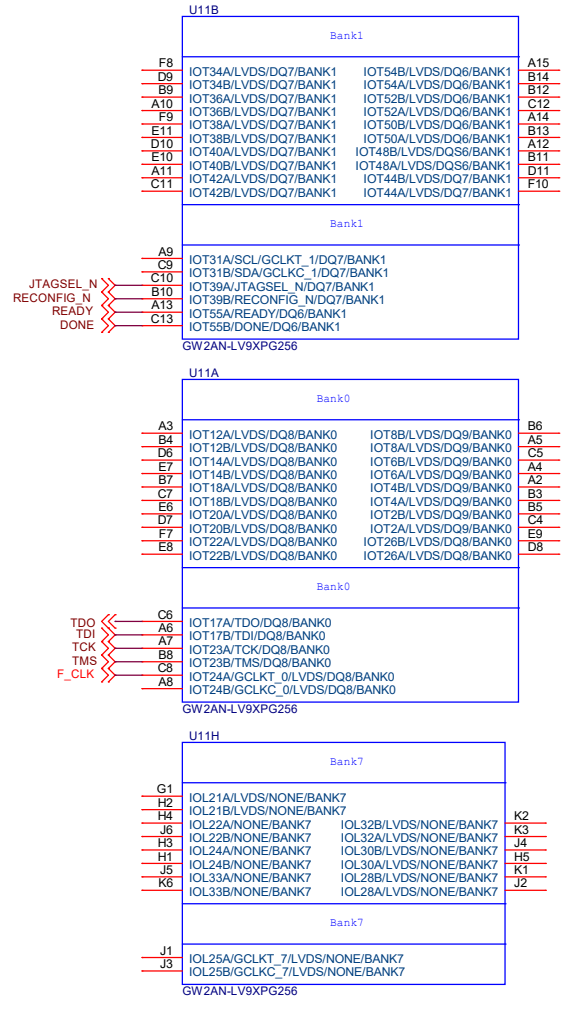 U11B
Bank1
F8 IOT34A/LVDS/DQ7/BANK1 IOT54B/LVDS/DQ6/BANK1 A15
D9 IOT34B/LVDS/DQ7/BANK1 IOT54A/LVDS/DQ6/BANK1 B14
B9 IOT36A/LVDS/DQ7/BANK1 IOT52B/LVDS/DQ6/BANK1 B12
A10 IOT36B/LVDS/DQ7/BANK1 IOT52A/LVDS/DQ6/BANK1 C12
F9 IOT38A/LVDS/DQ7/BANK1 IOT50B/LVDS/DQ6/BANK1 A14
E11 IOT38B/LVDS/DQ7/BANK1 IOT50A/LVDS/DQ6/BANK1 B13
D10 IOT40A/LVDS/DQ7/BANK1 IOT48B/LVDS/DQS6/BANK1 A12
E10 IOT40B/LVDS/DQ7/BANK1 IOT48A/LVDS/DQS6/BANK1 B11
A11 IOT42A/LVDS/DQ7/BANK1 IOT44B/LVDS/DQ7/BANK1 D11
C11 IOT42B/LVDS/DQ7/BANK1 IOT44A/LVDS/DQ7/BANK1 F10
Bank1
A9 IOT31A/SCL/GCLKT_1/DQ7/BANK1
C9 IOT31B/SDA/GCLKC_1/DQ7/BANK1
JTAGSEL_N C10 IOT39A/JTAGSEL_N/DQ7/BANK1
RECONFIG_N B10 IOT39B/RECONFIG_N/DQ7/BANK1
READY A13 IOT55A/READY/DQ6/BANK1
DONE C13 IOT55B/DONE/DQ6/BANK1
GW2AN-LV9XPG256
U11A
Bank0
A3 IOT12A/LVDS/DQ8/BANK0 IOT8B/LVDS/DQ9/BANK0 B6
B4 IOT12B/LVDS/DQ8/BANK0 IOT8A/LVDS/DQ9/BANK0 A5
D6 IOT14A/LVDS/DQ8/BANK0 IOT6B/LVDS/DQ9/BANK0 C5
E7 IOT14B/LVDS/DQ8/BANK0 IOT6A/LVDS/DQ9/BANK0 A4
B7 IOT18A/LVDS/DQ8/BANK0 IOT4B/LVDS/DQ9/BANK0 A2
C7 IOT18B/LVDS/DQ8/BANK0 IOT4A/LVDS/DQ9/BANK0 B3
E6 IOT20A/LVDS/DQ8/BANK0 IOT2B/LVDS/DQ9/BANK0 B5
D7 IOT20B/LVDS/DQ8/BANK0 IOT2A/LVDS/DQ9/BANK0 C4
F7 IOT22A/LVDS/DQ8/BANK0 IOT26B/LVDS/DQ8/BANK0 E9
E8 IOT22B/LVDS/DQ8/BANK0 IOT26A/LVDS/DQ8/BANK0 D8
Bank0
TDO C6 IOT17A/TDO/DQ8/BANK0
TDI A6 IOT17B/TDI/DQ8/BANK0
TCK A7 IOT23A/TCK/DQ8/BANK0
TMS B8 IOT23B/TMS/DQ8/BANK0
F_CLK C8 IOT24A/GCLKT_0/LVDS/DQ8/BANK0
A8 IOT24B/GCLKC_0/LVDS/DQ8/BANK0
GW2AN-LV9XPG256
U11H
Bank7
G1 IOL21A/LVDS/NONE/BANK7
H2 IOL21B/LVDS/NONE/BANK7
H4 IOL22A/NONE/BANK7 IOL32B/LVDS/NONE/BANK7 K2
J6 IOL22B/NONE/BANK7 IOL32A/LVDS/NONE/BANK7 K3
H3 IOL24A/NONE/BANK7 IOL30B/LVDS/NONE/BANK7 J4
H1 IOL24B/NONE/BANK7 IOL30A/LVDS/NONE/BANK7 H5
J5 IOL33A/NONE/BANK7 IOL28B/LVDS/NONE/BANK7 K1
K6 IOL33B/NONE/BANK7 IOL28A/LVDS/NONE/BANK7 J2
Bank7
J1 IOL25A/GCLKT_7/LVDS/NONE/BANK7
J3 IOL25B/GCLKC_7/LVDS/NONE/BANK7
GW2AN-LV9XPG256